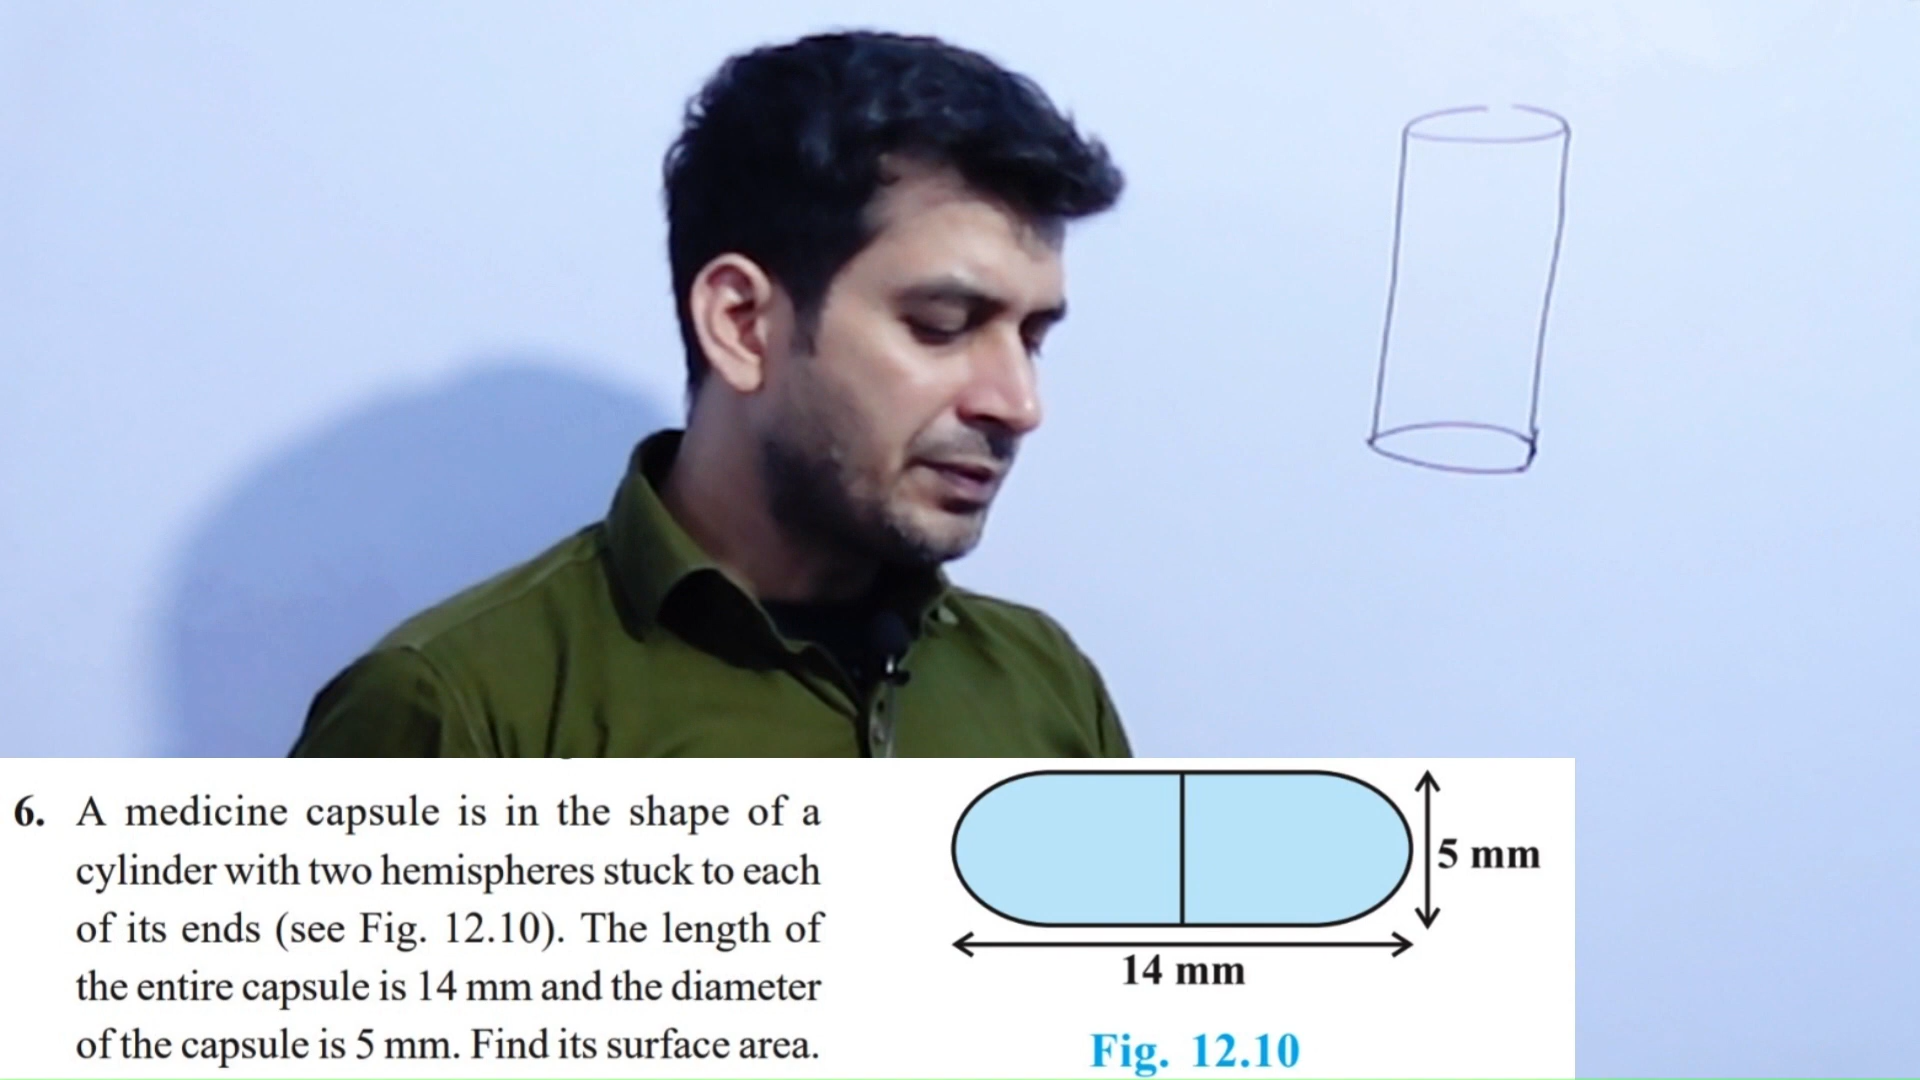 6. A medicine capsule is in the shape of a
cylinder with two hemispheres stuck to each
of its ends (see Fig. 12.10). The length of
the entire capsule is 14 mm and the diameter
of the capsule is 5 mm. Find its surface area.
5 mm
14 mm
Fig. 12.10